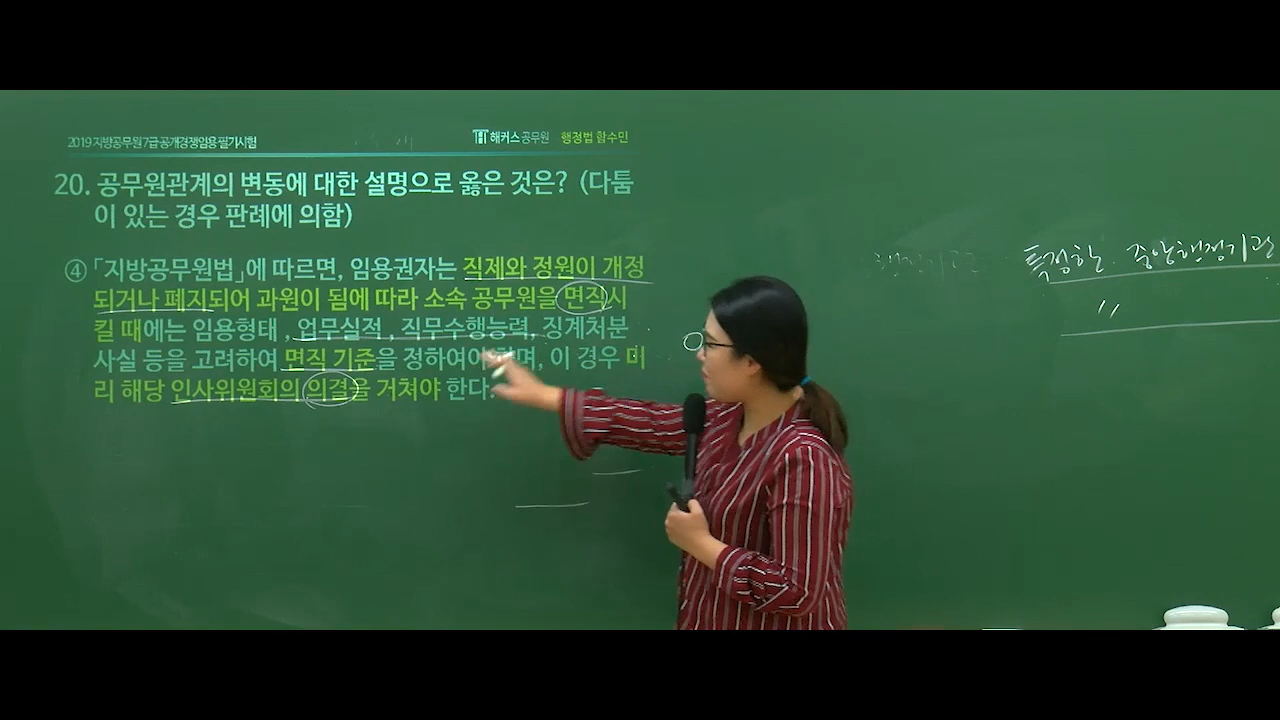 2019 지방공무원 7급 공개경쟁임용 필기시험
해커스공무원 행정법 함수민
20. 공무원관계의 변동에 대한 설명으로 옳은 것은? (다툼
이 있는 경우 판례에 의함)
④ 「지방공무원법」에 따르면, 임용권자는 직제와 정원이 개정
되거나 폐지되어 과원이 됨에 따라 소속 공무원을 면직시
킬 때에는 임용형태 , 업무실적 , 직무수행능력, 징계처분
사실 등을 고려하여 면직 기준을 정하여야 하며, 이 경우 미
리 해당 인사위원회의 의결을 거쳐야 한다.
특정한 중앙행정기관
〃